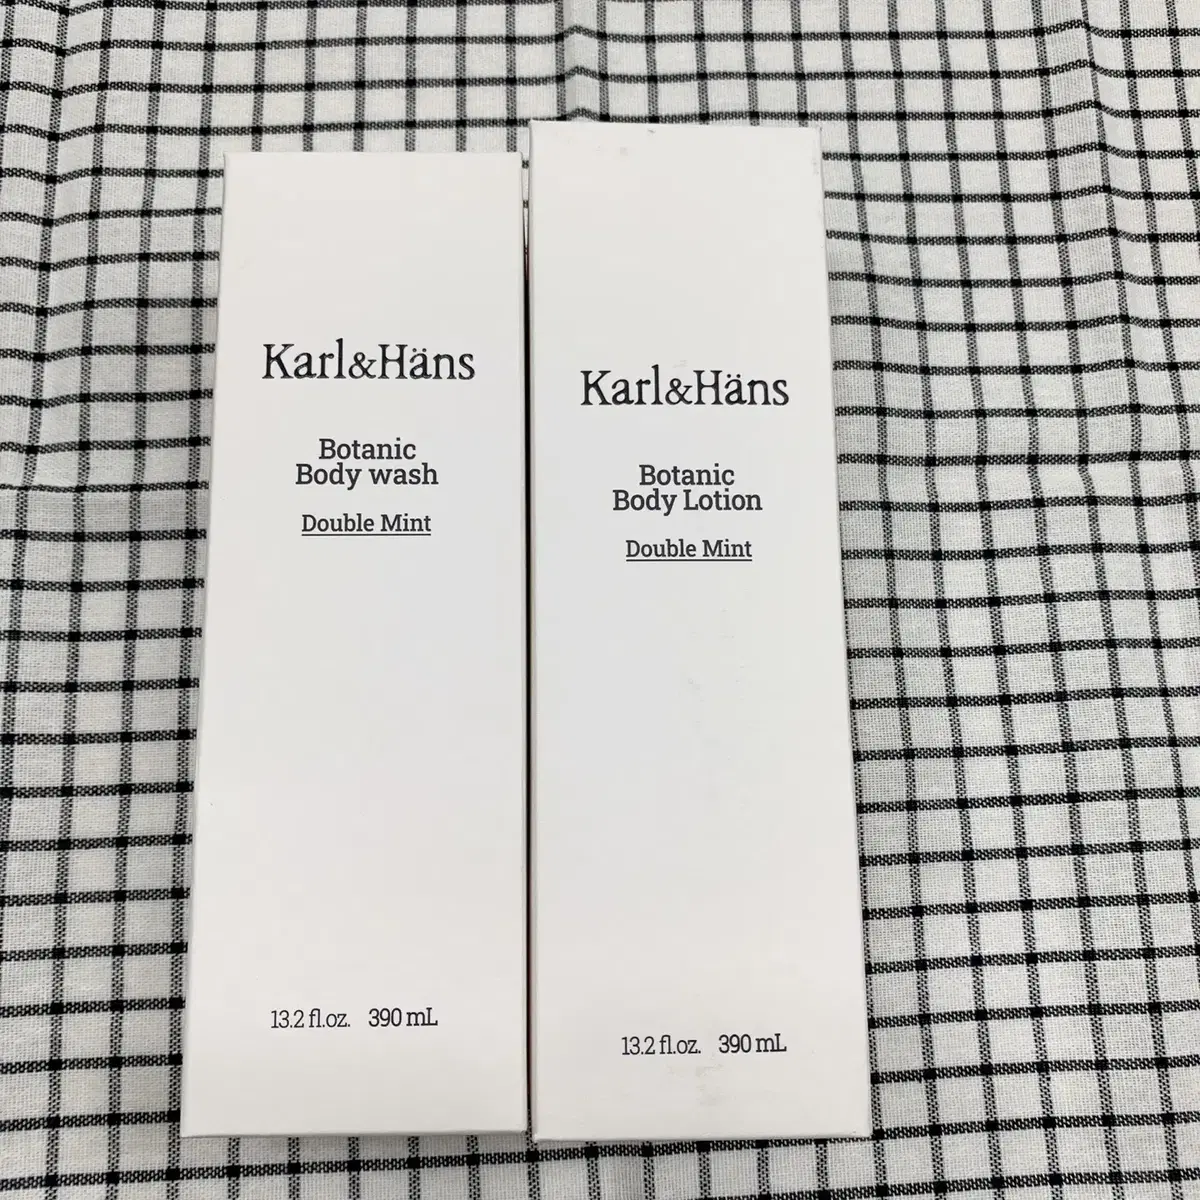 Karl&Häns
Botanic
Body wash
Double Mint
13.2 fl.oz. 390 mL
Karl&Häns
Botanic
Body Lotion
Double Mint
13.2 fl.oz. 390 mL